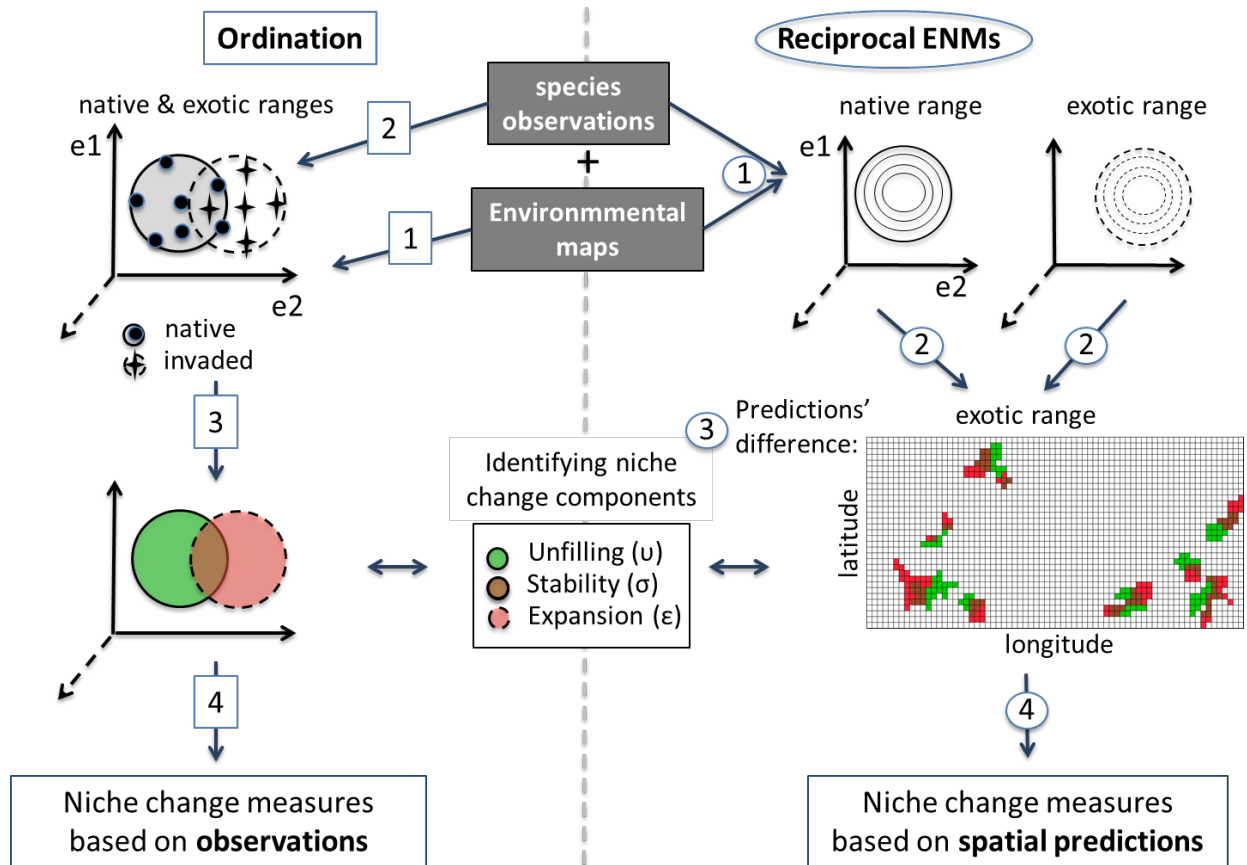 Ordination
Reciprocal ENMs
species
observations
+
Environmmental
maps
native & exotic ranges
2
1
e1
e2
native
invaded
3
4
Niche change measures
based on observations
native range
exotic range
1
e1
e2
2
2
3
Predictions'
difference:
exotic range
latitude
longitude
Identifying niche
change components
Unfilling (υ)
Stability (σ)
Expansion (ε)
4
Niche change measures
based on spatial predictions